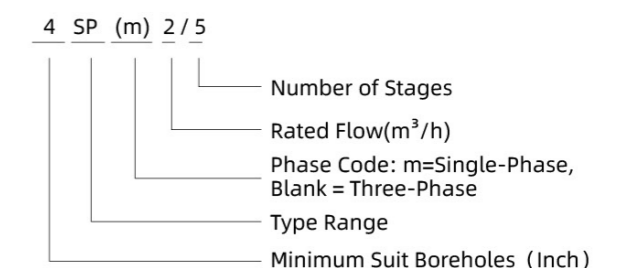 4 SP (m) 2 / 5
Number of Stages
Rated Flow(m³/h)
Phase Code: m=Single-Phase,
Blank = Three-Phase
Type Range
Minimum Suit Boreholes（Inch）